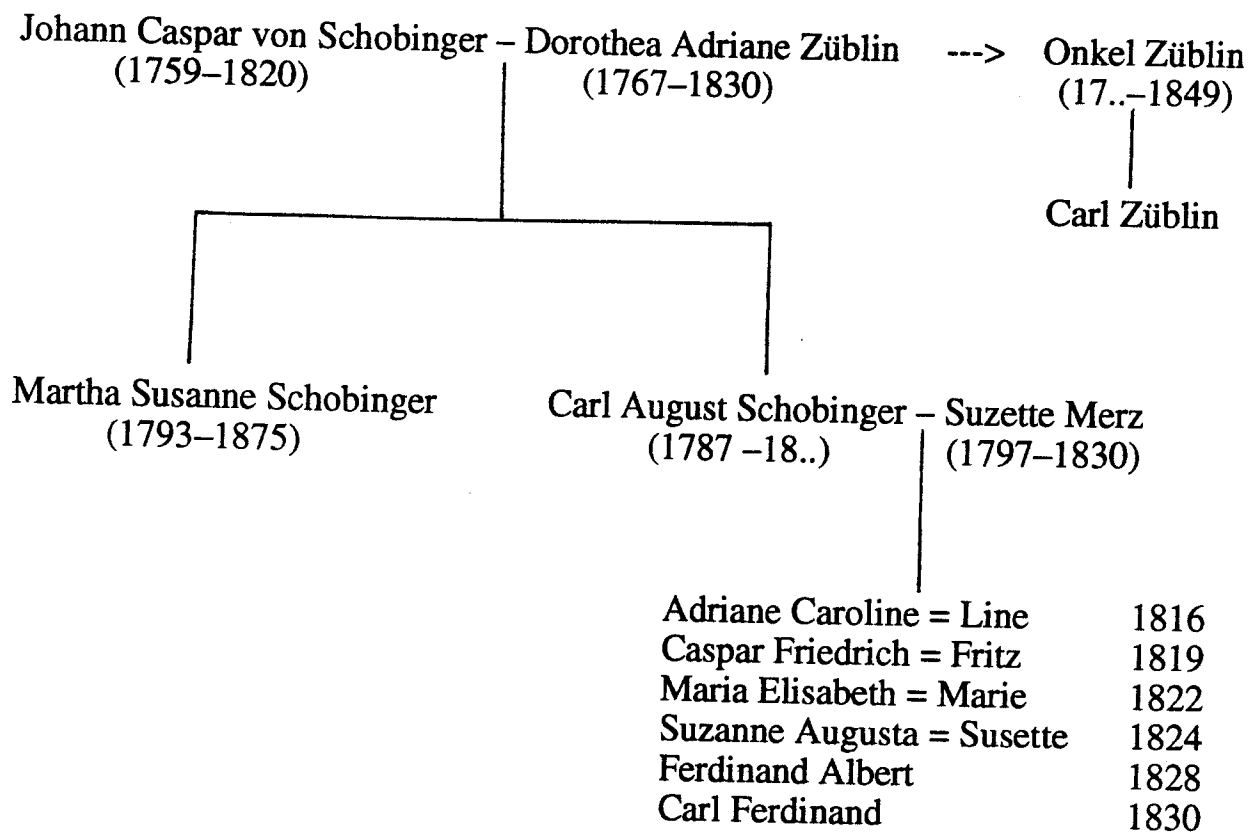 Johann Caspar von Schobinger – Dorothea Adriane Züblin ---> Onkel Züblin
(1759–1820) (1767–1830) (17..–1849)
Carl Züblin
Martha Susanne Schobinger Carl August Schobinger – Suzette Merz
(1793–1875) (1787 –18..) (1797–1830)
Adriane Caroline = Line 1816
Caspar Friedrich = Fritz 1819
Maria Elisabeth = Marie 1822
Suzanne Augusta = Susette 1824
Ferdinand Albert 1828
Carl Ferdinand 1830